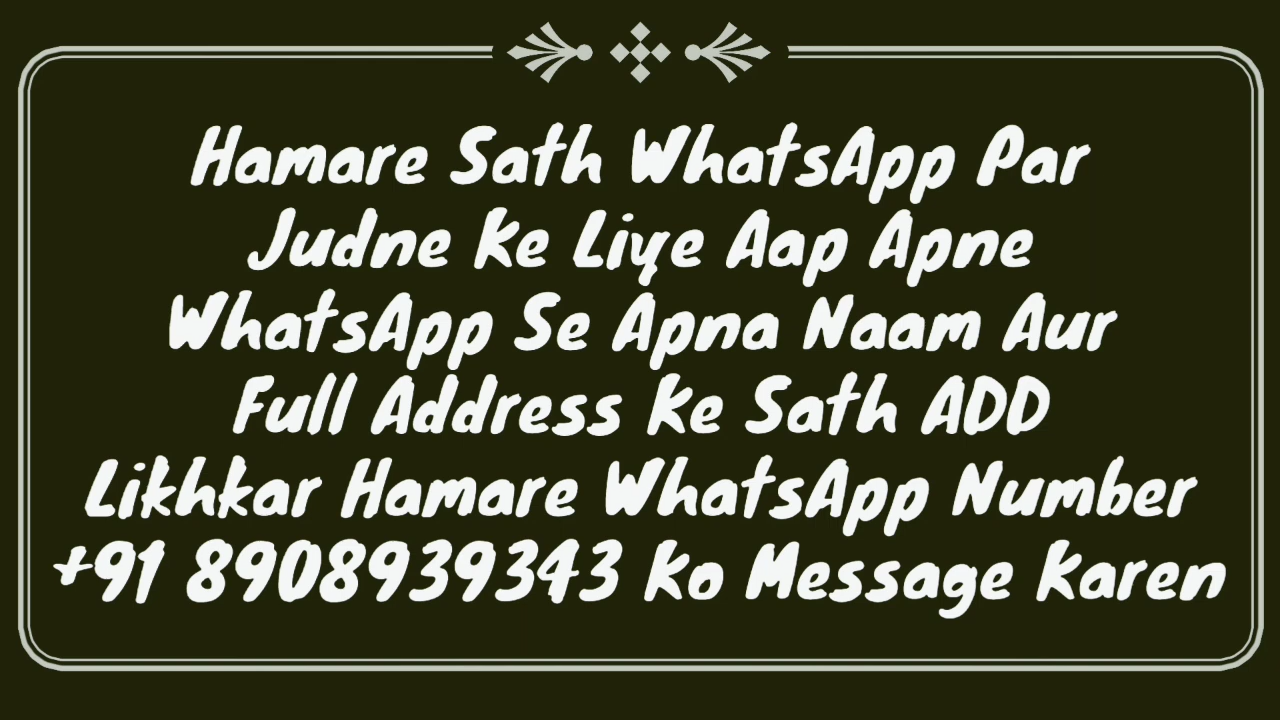 Hamare Sath WhatsApp Par
Judne Ke Liye Aap Apne
WhatsApp Se Apna Naam Aur
Full Address Ke Sath ADD
Likhkar Hamare WhatsApp Number
+91 8908939343 Ko Message Karen